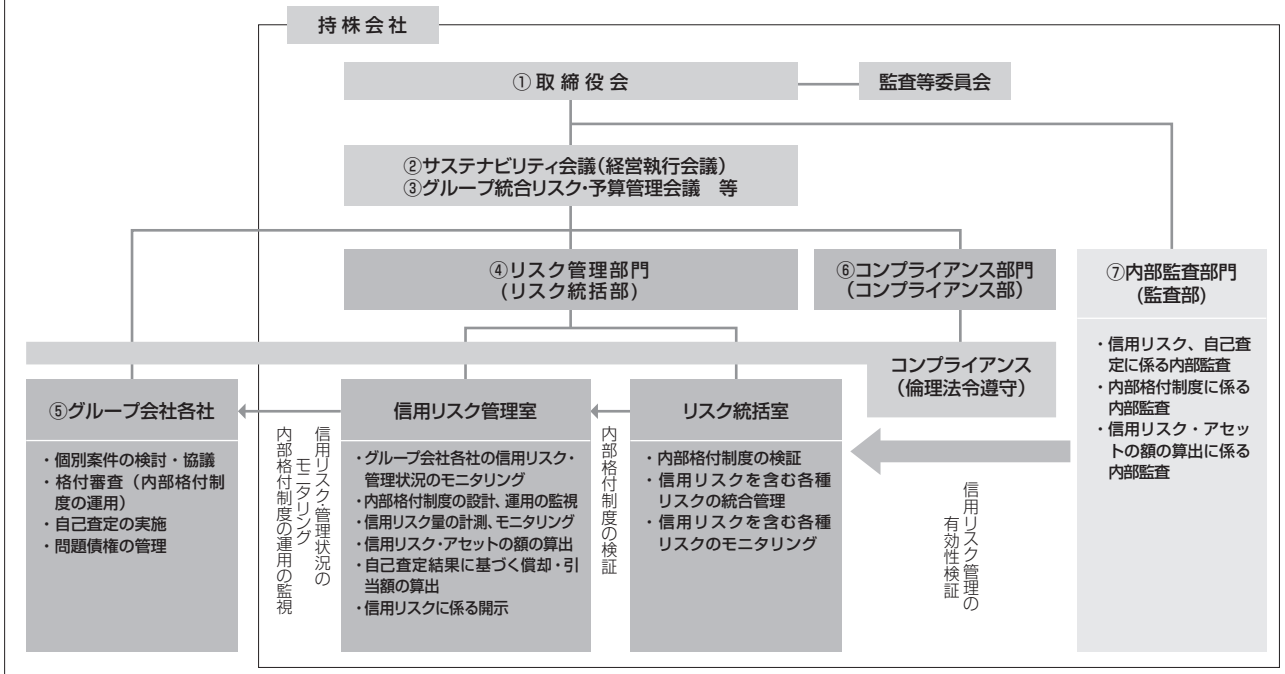 持株会社
①取締役会
監査等委員会
②サステナビリティ会議(経営執行会議)
③グループ統合リスク・予算管理会議　等
④リスク管理部門
(リスク統括部)
⑥コンプライアンス部門
(コンプライアンス部)
⑦内部監査部門
(監査部)
・信用リスク、自己査
定に係る内部監査
・内部格付制度に係る
内部監査
・信用リスク・アセッ
トの額の算出に係る
内部監査
コンプライアンス
(倫理法令遵守)
⑤グループ会社各社
・個別案件の検討・協議
・格付審査（内部格付制
度の運用）
・自己査定の実施
・問題債権の管理
信用リスク・管理状況の
モニタリング
内部格付制度の運用の監視
信用リスク管理室
・グループ会社各社の信用リスク・
管理状況のモニタリング
・内部格付制度の設計、運用の監視
・信用リスク量の計測、モニタリング
・信用リスク・アセットの額の算出
・自己査定結果に基づく償却・引
当額の算出
・信用リスクに係る開示
内部格付制度の検証
リスク統括室
・内部格付制度の検証
・信用リスクを含む各種
リスクの統合管理
・信用リスクを含む各種
リスクのモニタリング
信用リスク管理の
有効性検証